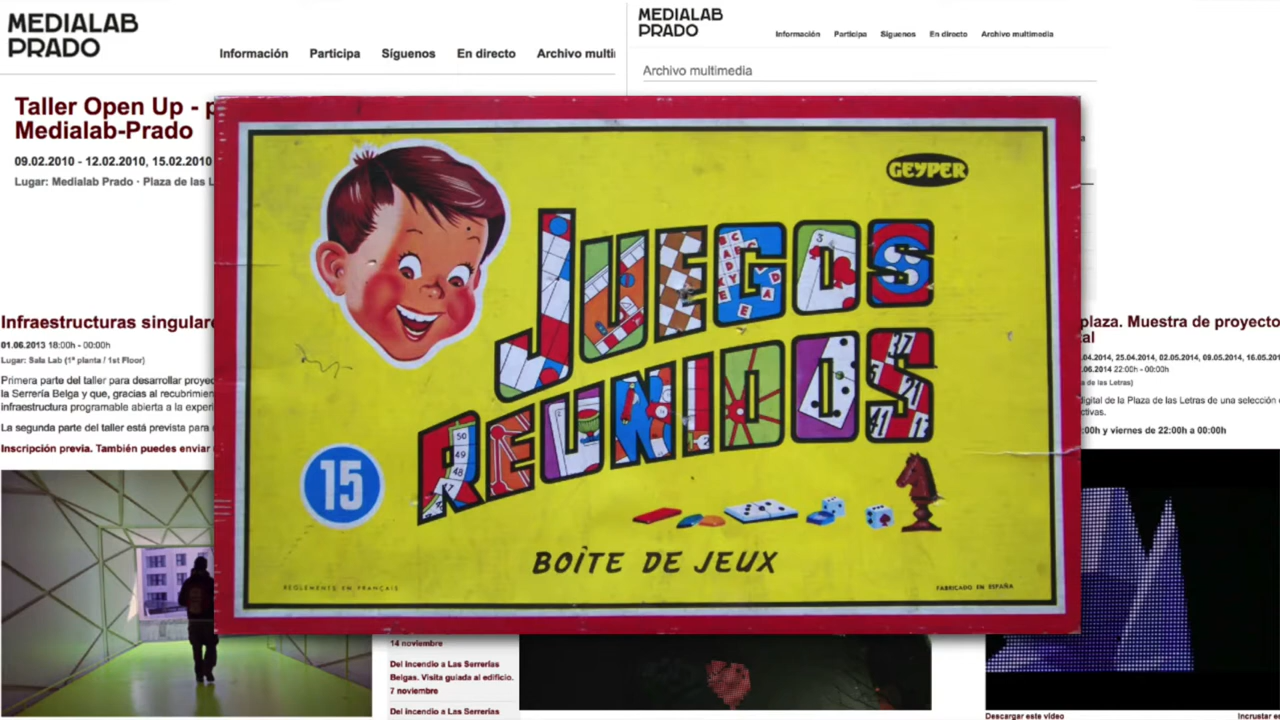 MEDIALAB
PRADO
Información Participa Síguenos En directo Archivo multi
MEDIALAB
PRADO
Información Participa Síguenos En directo Archivo multimedia
Archivo multimedia
Taller Open Up - p
Medialab-Prado
09.02.2010 - 12.02.2010, 15.02.2010
Lugar: Medialab Prado · Plaza de las L
GEYPER
JUEGOS
REUNIDOS
15
BOÎTE DE JEUX
REGLEMENTS EN FRANÇAIS
FABRICADO EN ESPAÑA
Infraestructuras singular
01.06.2013 18:00h - 00:00h
Lugar: Sala Lab (1ª planta / 1st Floor)
Primera parte del taller para desarrollar proyec
la Serrería Belga y que, gracias al recubrimien
infraestructura programable abierta a la experi
La segunda parte del taller está prevista para
Inscripción previa. También puedes enviar
plaza. Muestra de proyecto
tal
.04.2014, 25.04.2014, 02.05.2014, 09.05.2014, 16.05.201
.06.2014 22:00h - 00:00h
a de las Letras)
digital de la Plaza de las Letras de una selección
ctivas.
:00h y viernes de 22:00h a 00:00h
14 noviembre
Del Incendio a Las Serrerías
Belgas. Visita guiada al edificio.
7 noviembre
Del incendio a Las Serrerías
Descargar este vídeo
Incrustar e